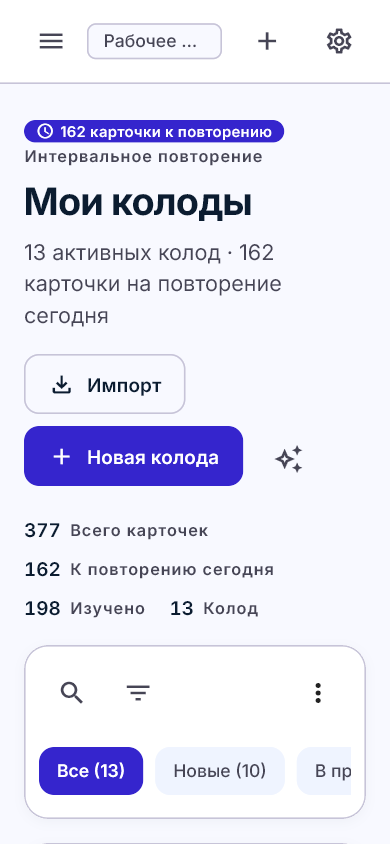 Рабочее ...
162 карточки к повторению
Интервальное повторение
Мои колоды
13 активных колод · 162
карточки на повторение
сегодня
Импорт
Новая колода
377 Всего карточек
162 К повторению сегодня
198 Изучено 13 Колод
Все (13) Новые (10) В пр